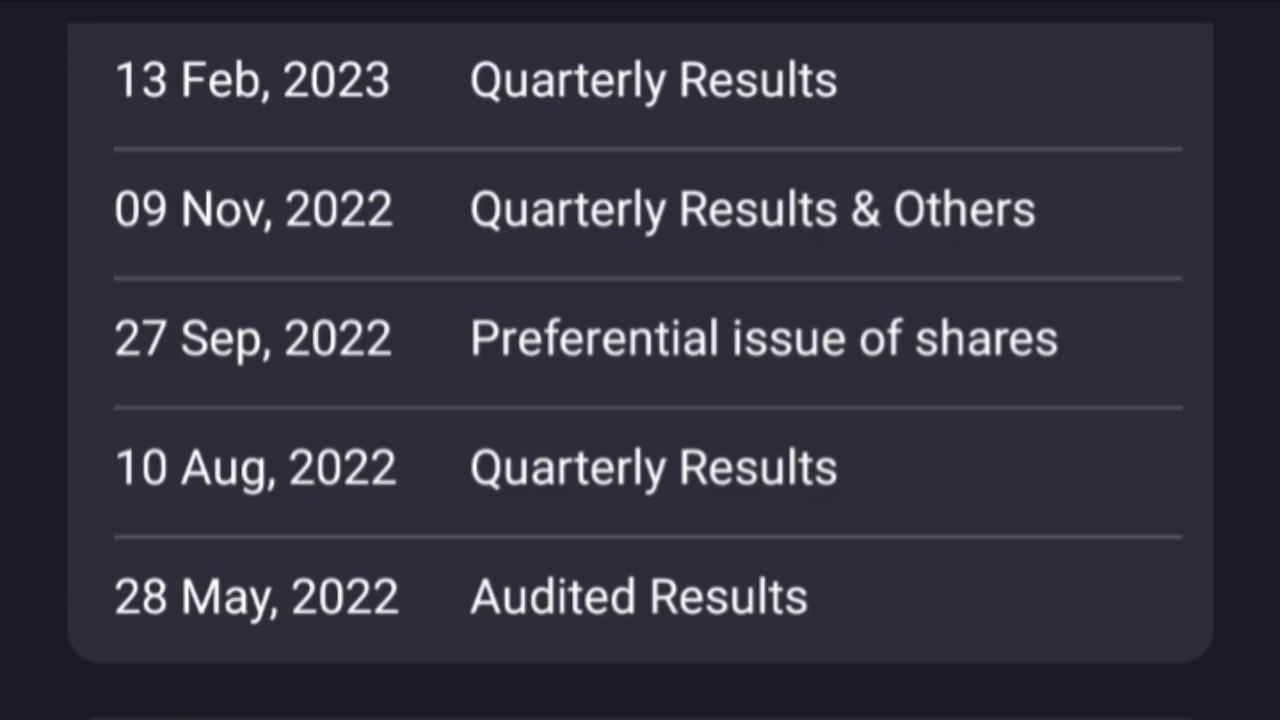 13 Feb, 2023 Quarterly Results
09 Nov, 2022 Quarterly Results & Others
27 Sep, 2022 Preferential issue of shares
10 Aug, 2022 Quarterly Results
28 May, 2022 Audited Results